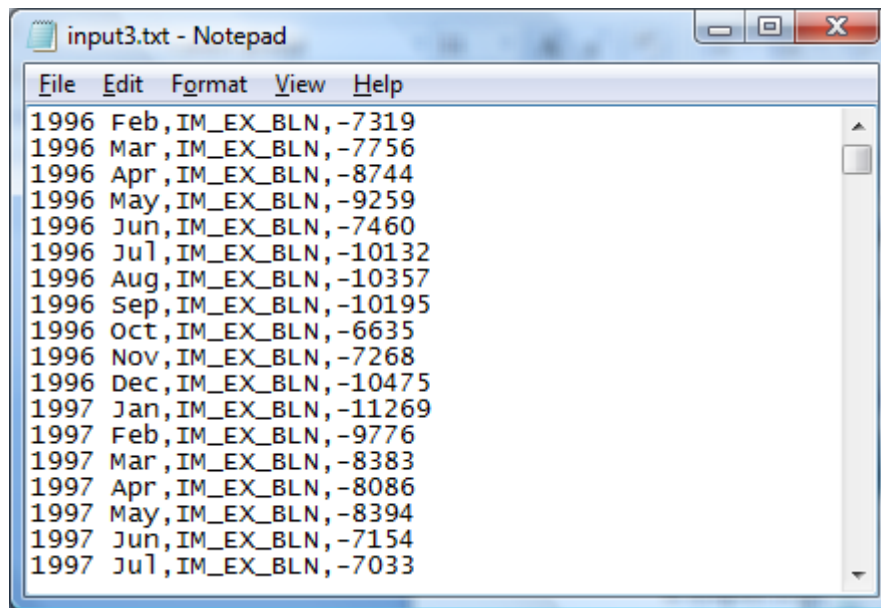 input3.txt - Notepad
File Edit Format View Help
1996 Feb,IM_EX_BLN,-7319
1996 Mar,IM_EX_BLN,-7756
1996 Apr,IM_EX_BLN,-8744
1996 May,IM_EX_BLN,-9259
1996 Jun,IM_EX_BLN,-7460
1996 Jul,IM_EX_BLN,-10132
1996 Aug,IM_EX_BLN,-10357
1996 Sep,IM_EX_BLN,-10195
1996 Oct,IM_EX_BLN,-6635
1996 Nov,IM_EX_BLN,-7268
1996 Dec,IM_EX_BLN,-10475
1997 Jan,IM_EX_BLN,-11269
1997 Feb,IM_EX_BLN,-9776
1997 Mar,IM_EX_BLN,-8383
1997 Apr,IM_EX_BLN,-8086
1997 May,IM_EX_BLN,-8394
1997 Jun,IM_EX_BLN,-7154
1997 Jul,IM_EX_BLN,-7033